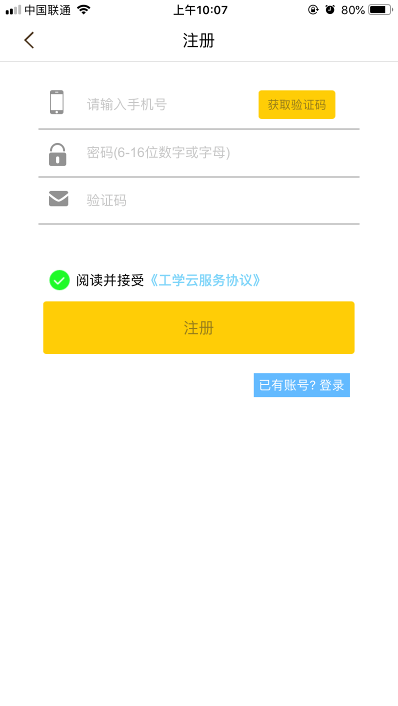 中国联通 上午10:07 80%
注册
请输入手机号 获取验证码
密码(6-16位数字或字母)
验证码
阅读并接受《工学云服务协议》
注册
已有账号? 登录